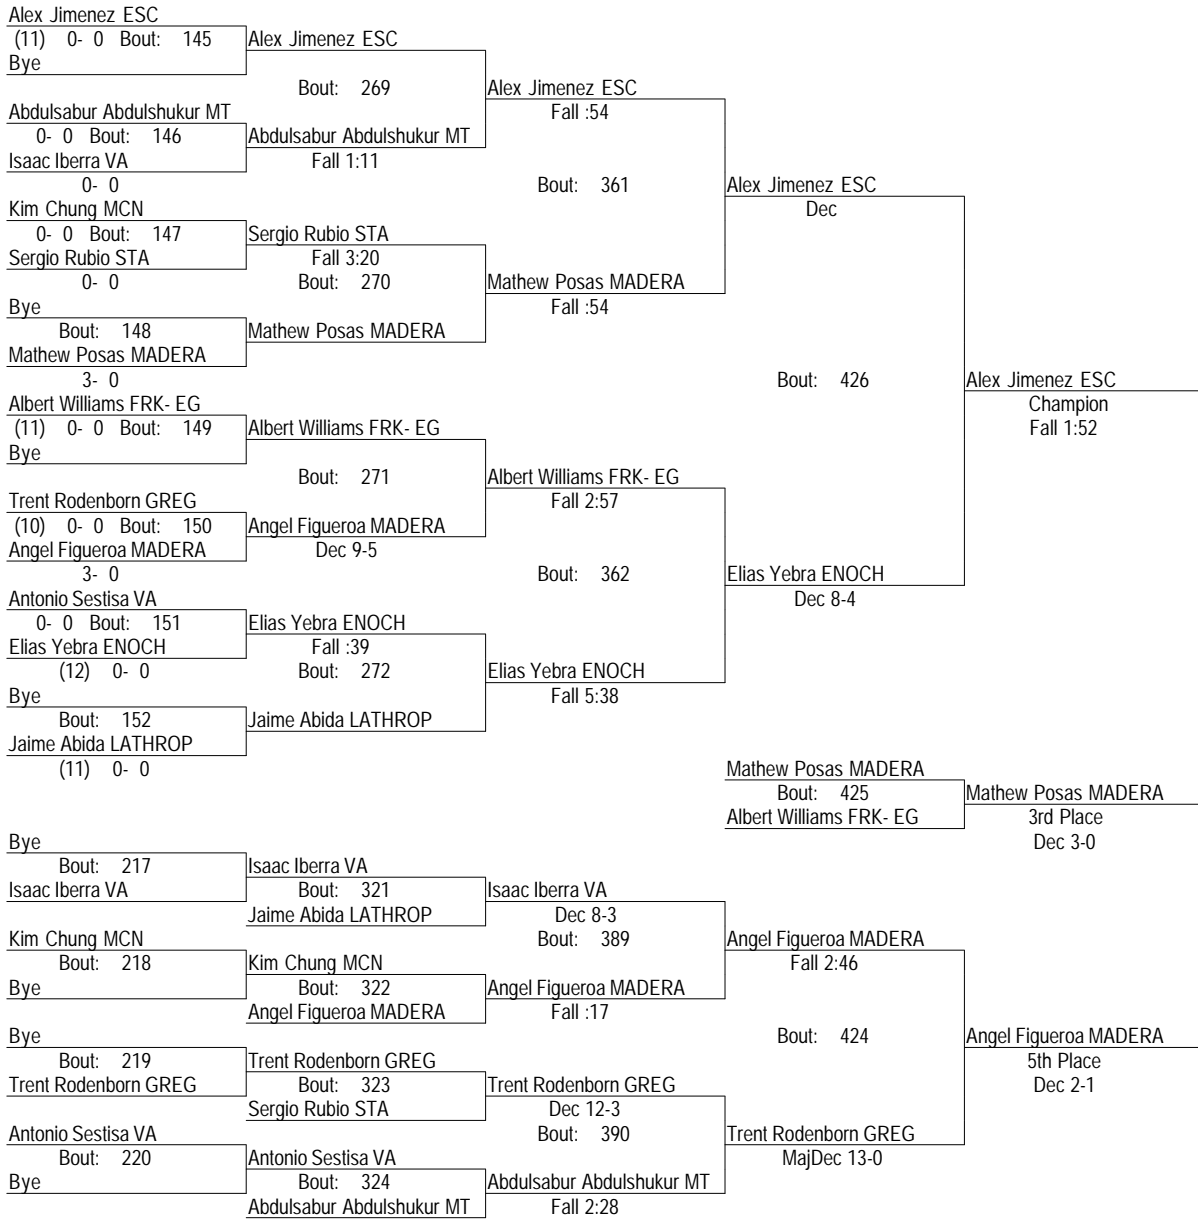 Alex Jimenez ESC
(11) 0- 0 Bout: 145 Alex Jimenez ESC
Bye
Bout: 269 Alex Jimenez ESC
Abdulsabur Abdulshukur MT Fall :54
0- 0 Bout: 146 Abdulsabur Abdulshukur MT
Isaac Iberra VA Fall 1:11
0- 0 Bout: 361 Alex Jimenez ESC
Kim Chung MCN Dec
0- 0 Bout: 147 Sergio Rubio STA
Sergio Rubio STA Fall 3:20
0- 0 Bout: 270 Mathew Posas MADERA
Bye Fall :54
Bout: 148 Mathew Posas MADERA
Mathew Posas MADERA
3- 0 Bout: 426 Alex Jimenez ESC
Albert Williams FRK- EG Champion
(11) 0- 0 Bout: 149 Albert Williams FRK- EG Fall 1:52
Bye
Bout: 271 Albert Williams FRK- EG
Trent Rodenborn GREG Fall 2:57
(10) 0- 0 Bout: 150 Angel Figueroa MADERA
Angel Figueroa MADERA Dec 9-5
3- 0 Bout: 362 Elias Yebra ENOCH
Antonio Sestisa VA Dec 8-4
0- 0 Bout: 151 Elias Yebra ENOCH
Elias Yebra ENOCH Fall :39
(12) 0- 0 Bout: 272 Elias Yebra ENOCH
Bye Fall 5:38
Bout: 152 Jaime Abida LATHROP
Jaime Abida LATHROP
(11) 0- 0 Mathew Posas MADERA
Bout: 425 Mathew Posas MADERA
Albert Williams FRK- EG 3rd Place
Bye Dec 3-0
Bout: 217 Isaac Iberra VA
Isaac Iberra VA Bout: 321 Isaac Iberra VA
Jaime Abida LATHROP Dec 8-3
Kim Chung MCN Bout: 389 Angel Figueroa MADERA
Bout: 218 Kim Chung MCN Fall 2:46
Bye Bout: 322 Angel Figueroa MADERA
Angel Figueroa MADERA Fall :17
Bye Bout: 424 Angel Figueroa MADERA
Bout: 219 Trent Rodenborn GREG 5th Place
Trent Rodenborn GREG Bout: 323 Trent Rodenborn GREG Dec 2-1
Sergio Rubio STA Dec 12-3
Antonio Sestisa VA Bout: 390 Trent Rodenborn GREG
Bout: 220 Antonio Sestisa VA MajDec 13-0
Bye Bout: 324 Abdulsabur Abdulshukur MT
Abdulsabur Abdulshukur MT Fall 2:28